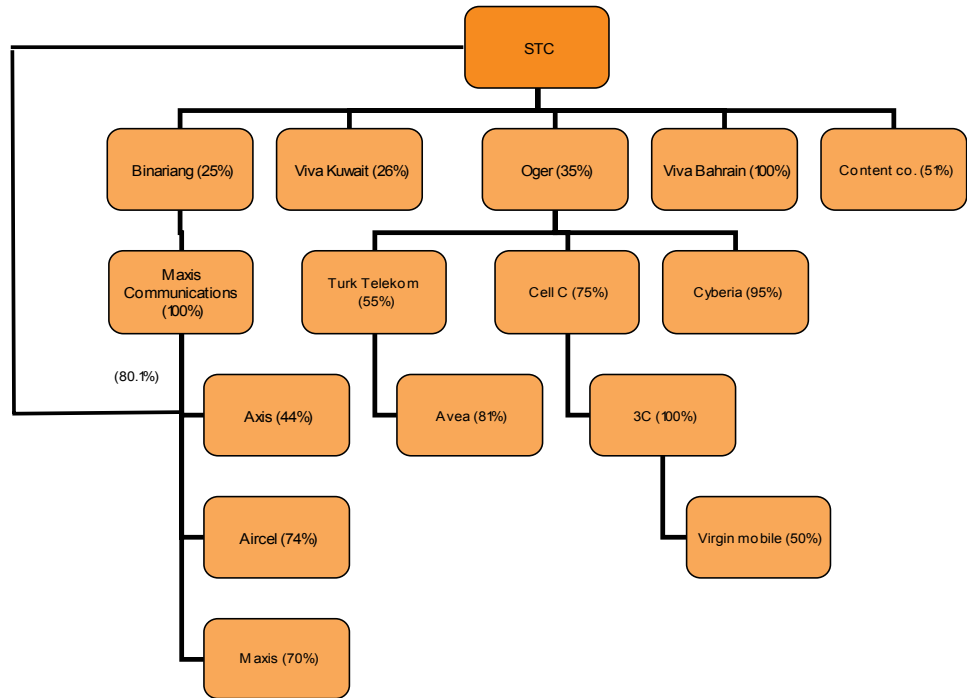 STC
Binariang (25%)
Viva Kuwait (26%)
Oger (35%)
Viva Bahrain (100%)
Content co. (51%)
Maxis
Communications
(100%)
Turk Telekom
(55%)
Cell C (75%)
Cyberia (95%)
(80.1%)
Axis (44%)
Avea (81%)
3C (100%)
Aircel (74%)
Virgin mobile (50%)
Maxis (70%)